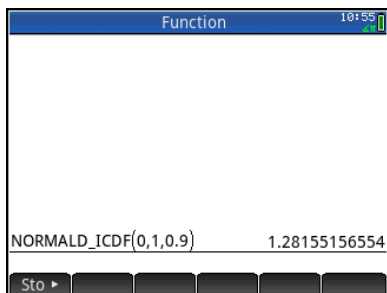 Function 10:55
∠π
NORMALD_ICDF(0,1,0.9) 1.28155156554
Sto ►